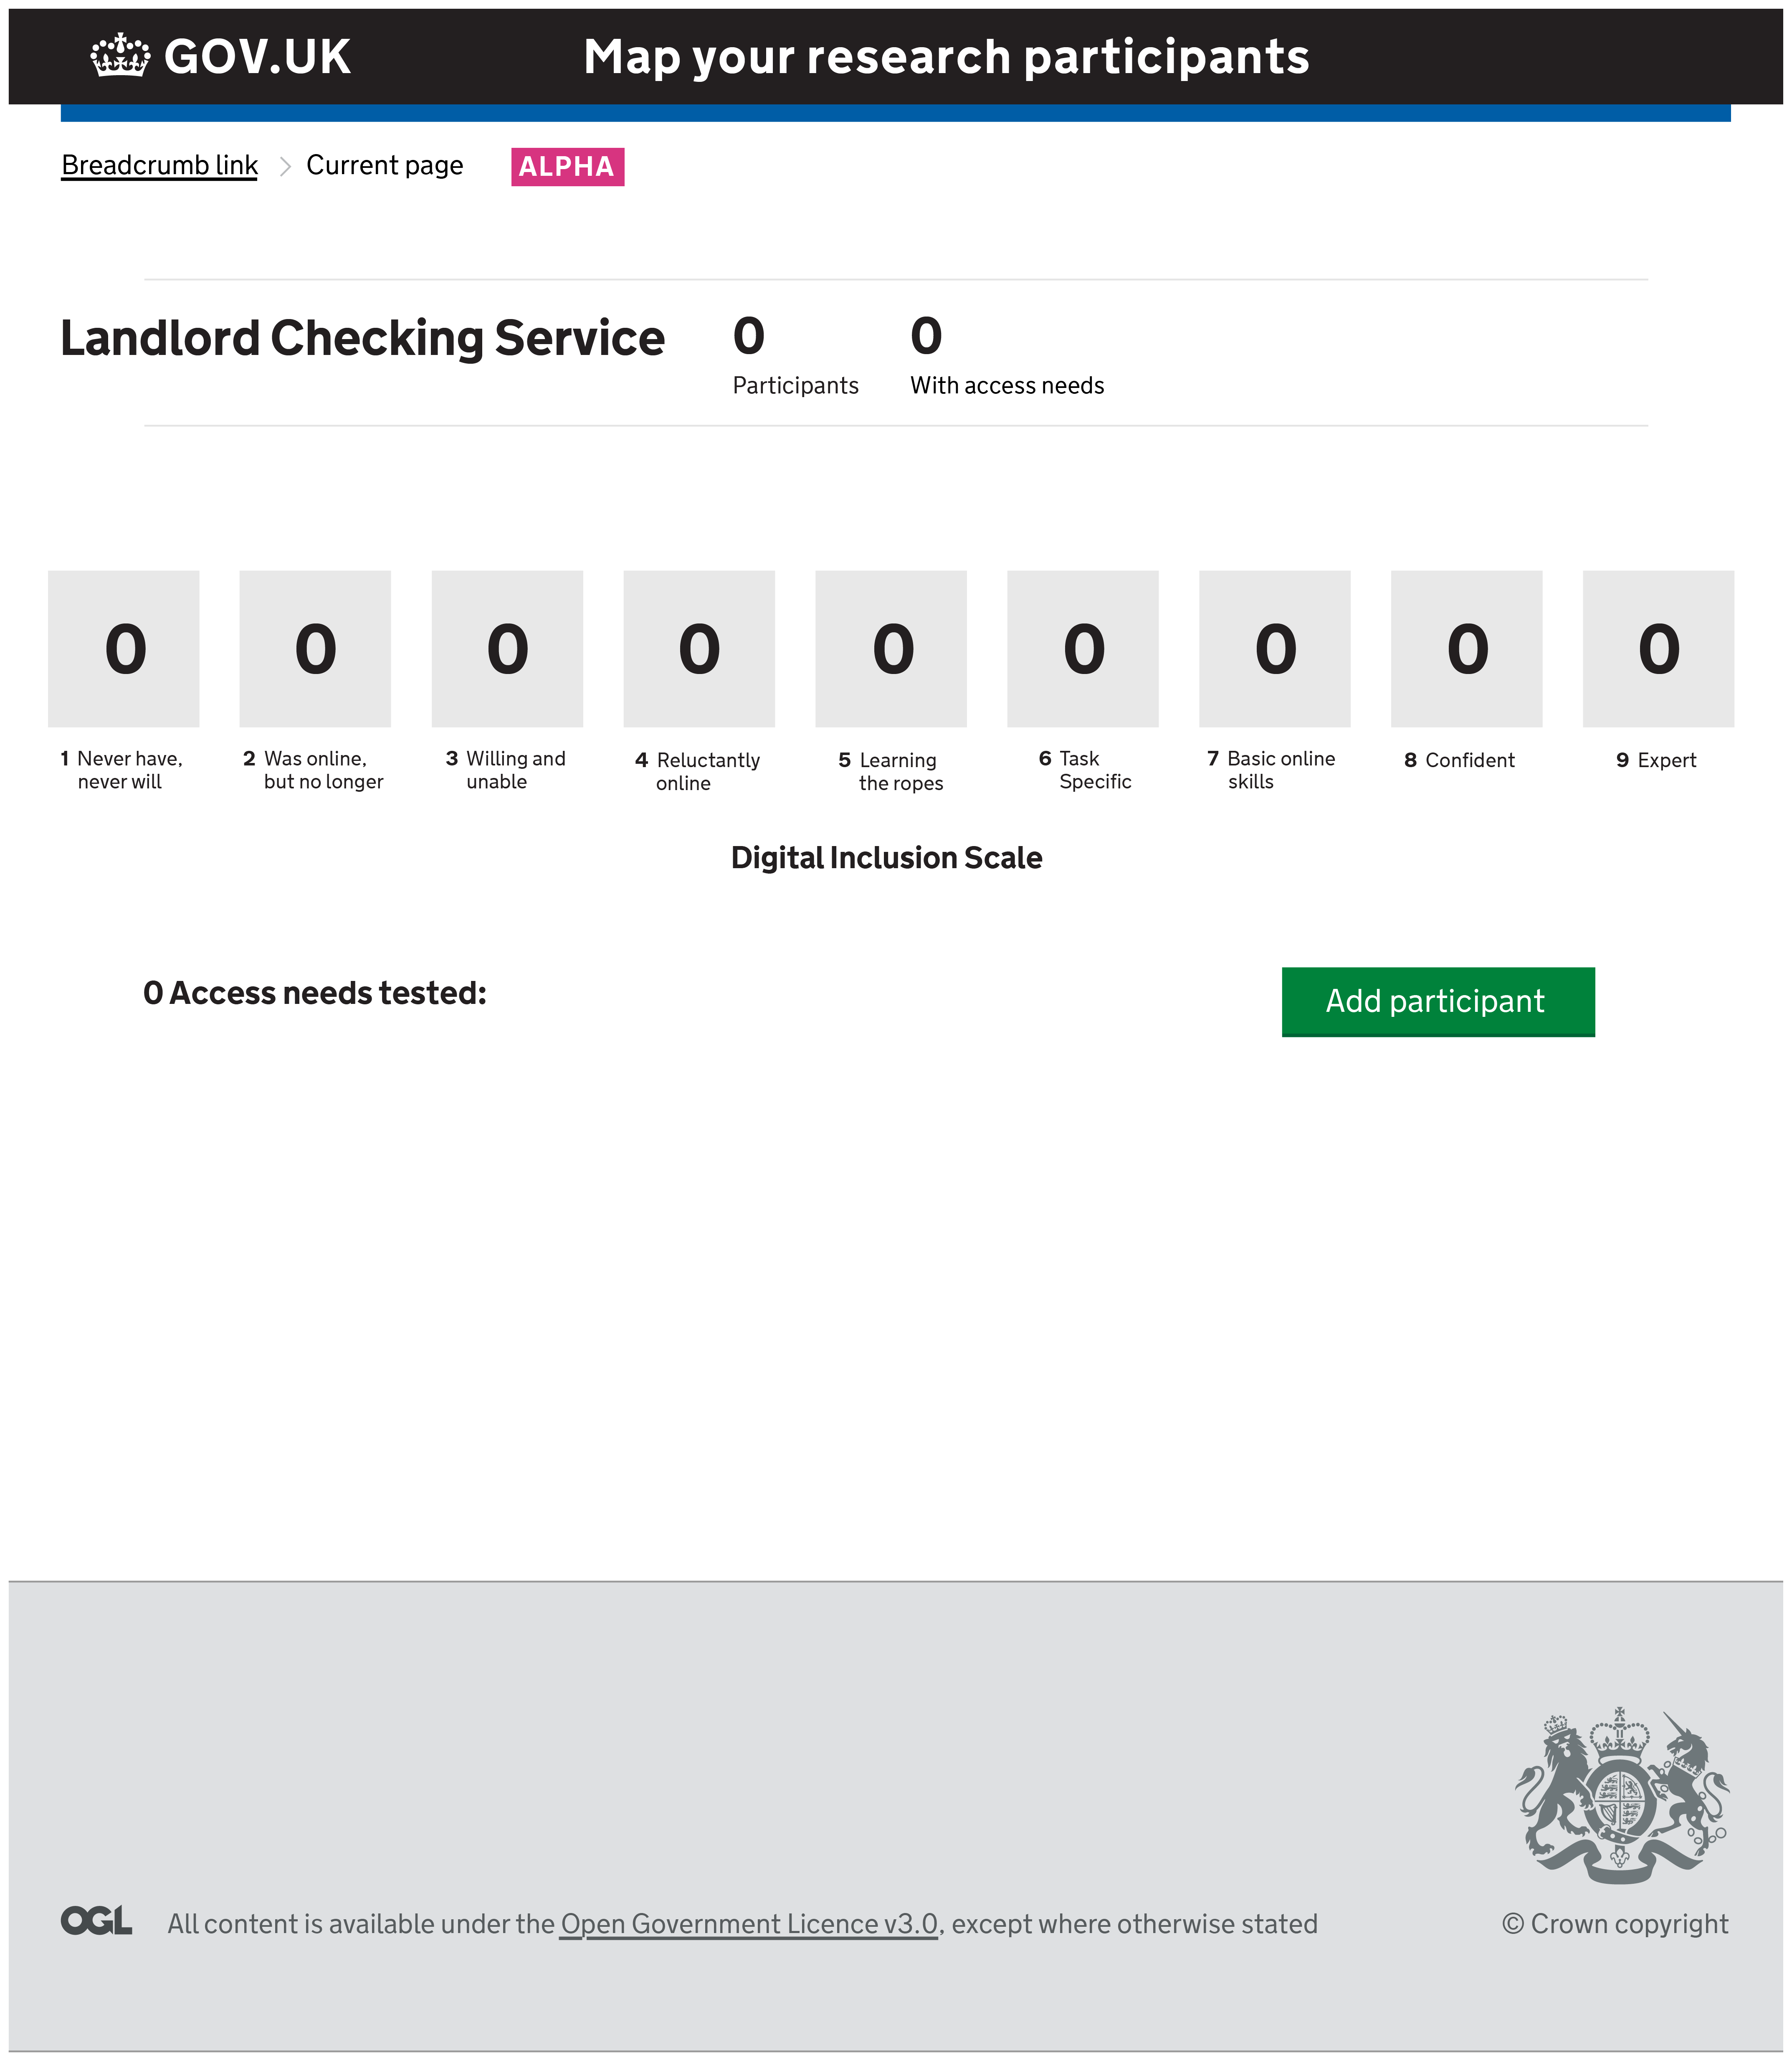 GOV.UK
Map your research participants
Breadcrumb link
Current page
ALPHA
Landlord Checking Service
0
0
Participants
With access needs
0
0
0
0
0
0
0
0
0
1 Never have,
never will
2 Was online,
but no longer
3 Willing and
unable
4 Reluctantly
online
5 Learning
the ropes
6 Task
Specific
7 Basic online
skills
8 Confident
9 Expert
Digital Inclusion Scale
0 Access needs tested:
Add participant
OGL
All content is available under the Open Government Licence v3.0, except where otherwise stated
© Crown copyright